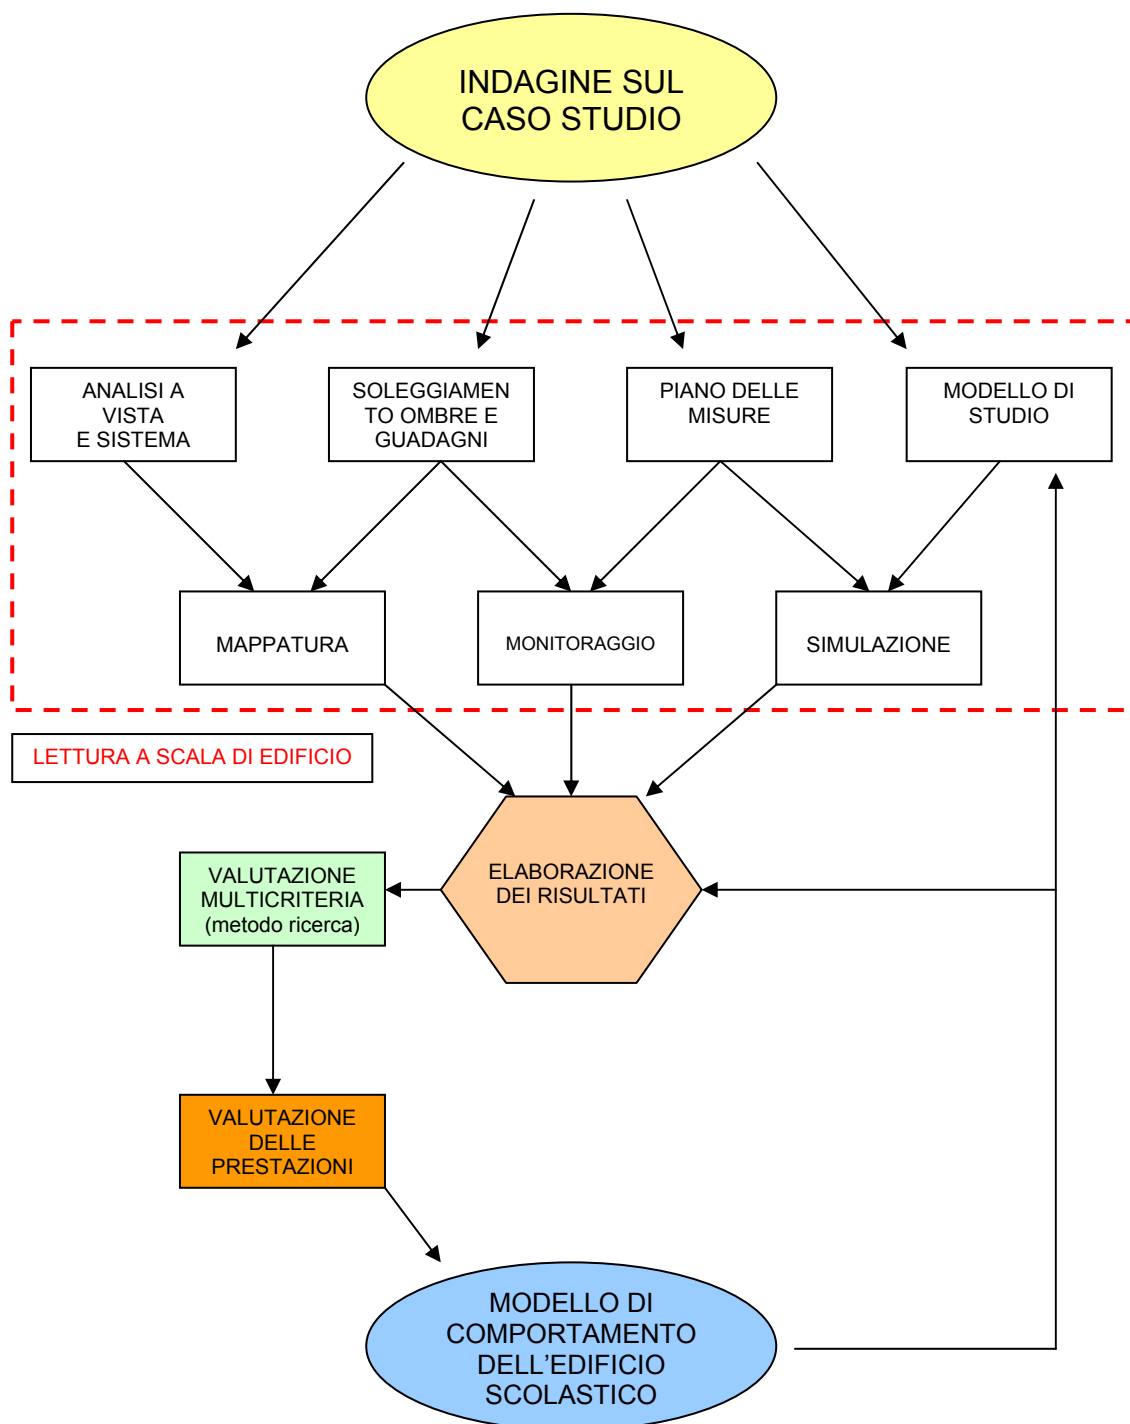 INDAGINE SUL
CASO STUDIO
ANALISI A
VISTA
E SISTEMA
SOLEGGIAMEN
TO OMBRE E
GUADAGNI
PIANO DELLE
MISURE
MODELLO DI
STUDIO
MAPPATURA
MONITORAGGIO
SIMULAZIONE
LETTURA A SCALA DI EDIFICIO
ELABORAZIONE
DEI RISULTATI
VALUTAZIONE
MULTICRITERIA
(metodo ricerca)
VALUTAZIONE
DELLE
PRESTAZIONI
MODELLO DI
COMPORTAMENTO
DELL’EDIFICIO
SCOLASTICO